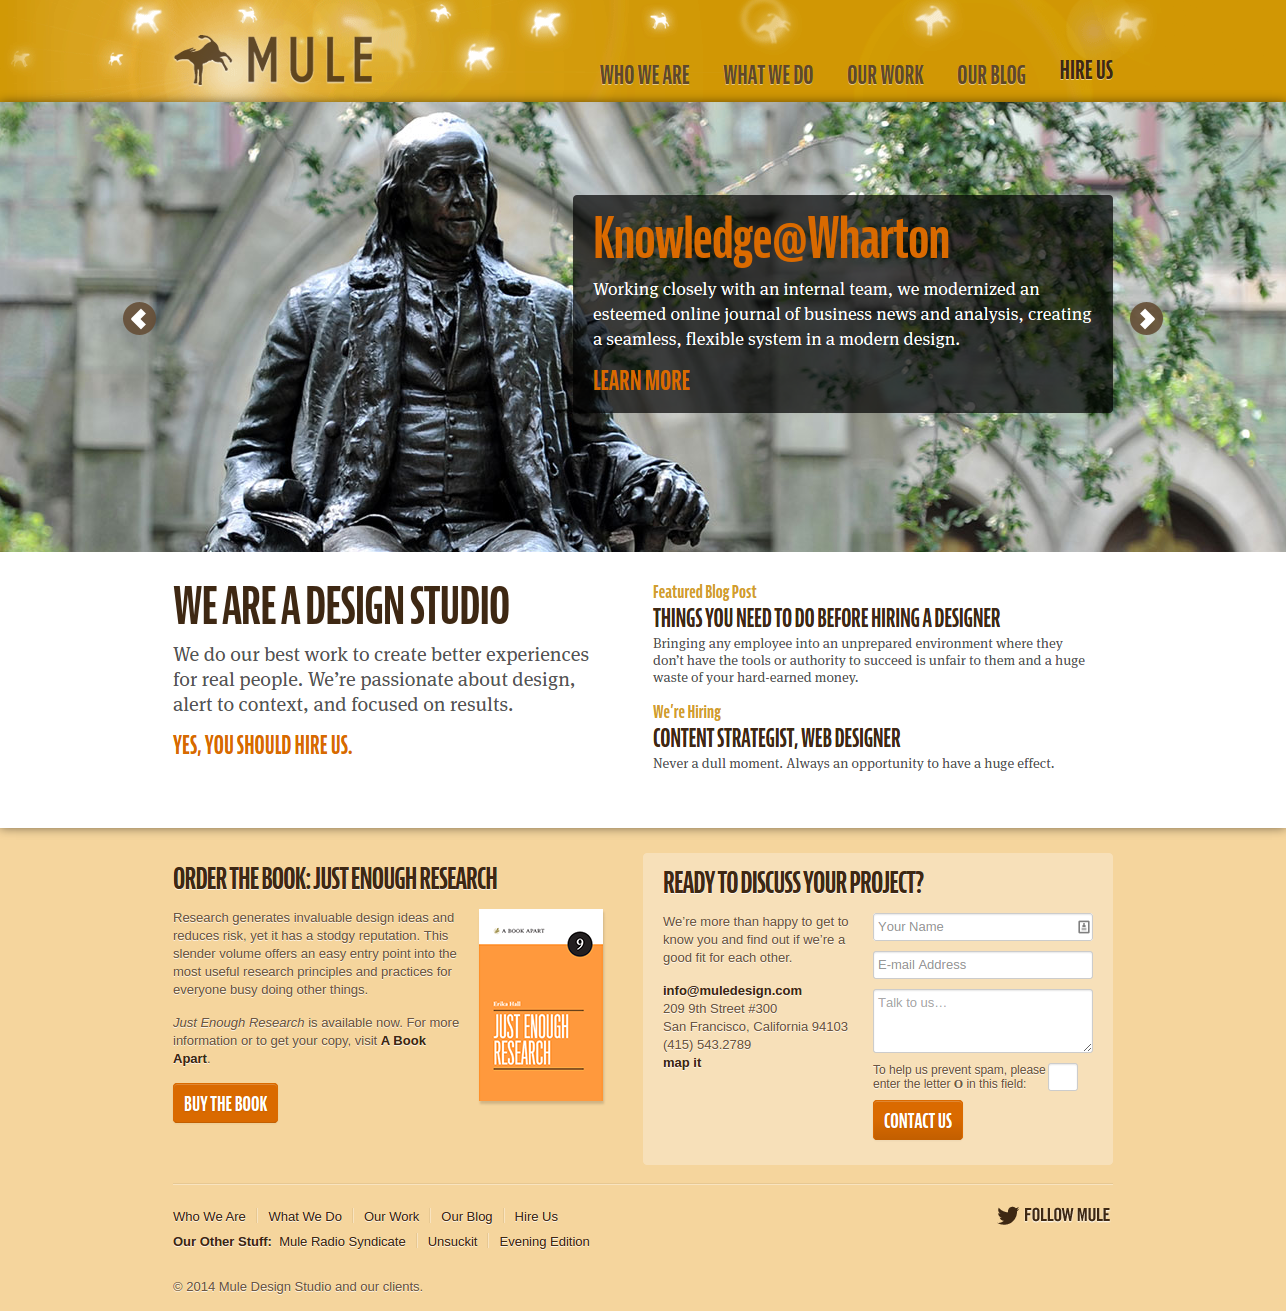 MULE
WHO WE ARE
WHAT WE DO
OUR WORK
OUR BLOG
HIRE US
Knowledge@Wharton
Working closely with an internal team, we modernized an
esteemed online journal of business news and analysis, creating
a seamless, flexible system in a modern design.
LEARN MORE
WE ARE A DESIGN STUDIO
We do our best work to create better experiences
for real people. We’re passionate about design,
alert to context, and focused on results.
YES, YOU SHOULD HIRE US.
Featured Blog Post
THINGS YOU NEED TO DO BEFORE HIRING A DESIGNER
Bringing any employee into an unprepared environment where they
don’t have the tools or authority to succeed is unfair to them and a huge
waste of your hard-earned money.
We’re Hiring
CONTENT STRATEGIST, WEB DESIGNER
Never a dull moment. Always an opportunity to have a huge effect.
ORDER THE BOOK: JUST ENOUGH RESEARCH
Research generates invaluable design ideas and
reduces risk, yet it has a stodgy reputation. This
slender volume offers an easy entry point into the
most useful research principles and practices for
everyone busy doing other things.
Just Enough Research is available now. For more
information or to get your copy, visit A Book
Apart.
BUY THE BOOK
A BOOK APART
9
Erika Hall
JUST ENOUGH
RESEARCH
READY TO DISCUSS YOUR PROJECT?
We’re more than happy to get to
know you and find out if we’re a
good fit for each other.
info@muledesign.com
209 9th Street #300
San Francisco, California 94103
(415) 543.2789
map it
Your Name
E-mail Address
Talk to us…
To help us prevent spam, please
enter the letter O in this field:
CONTACT US
Who We Are
What We Do
Our Work
Our Blog
Hire Us
FOLLOW MULE
Our Other Stuff: Mule Radio Syndicate
Unsuckit
Evening Edition
© 2014 Mule Design Studio and our clients.